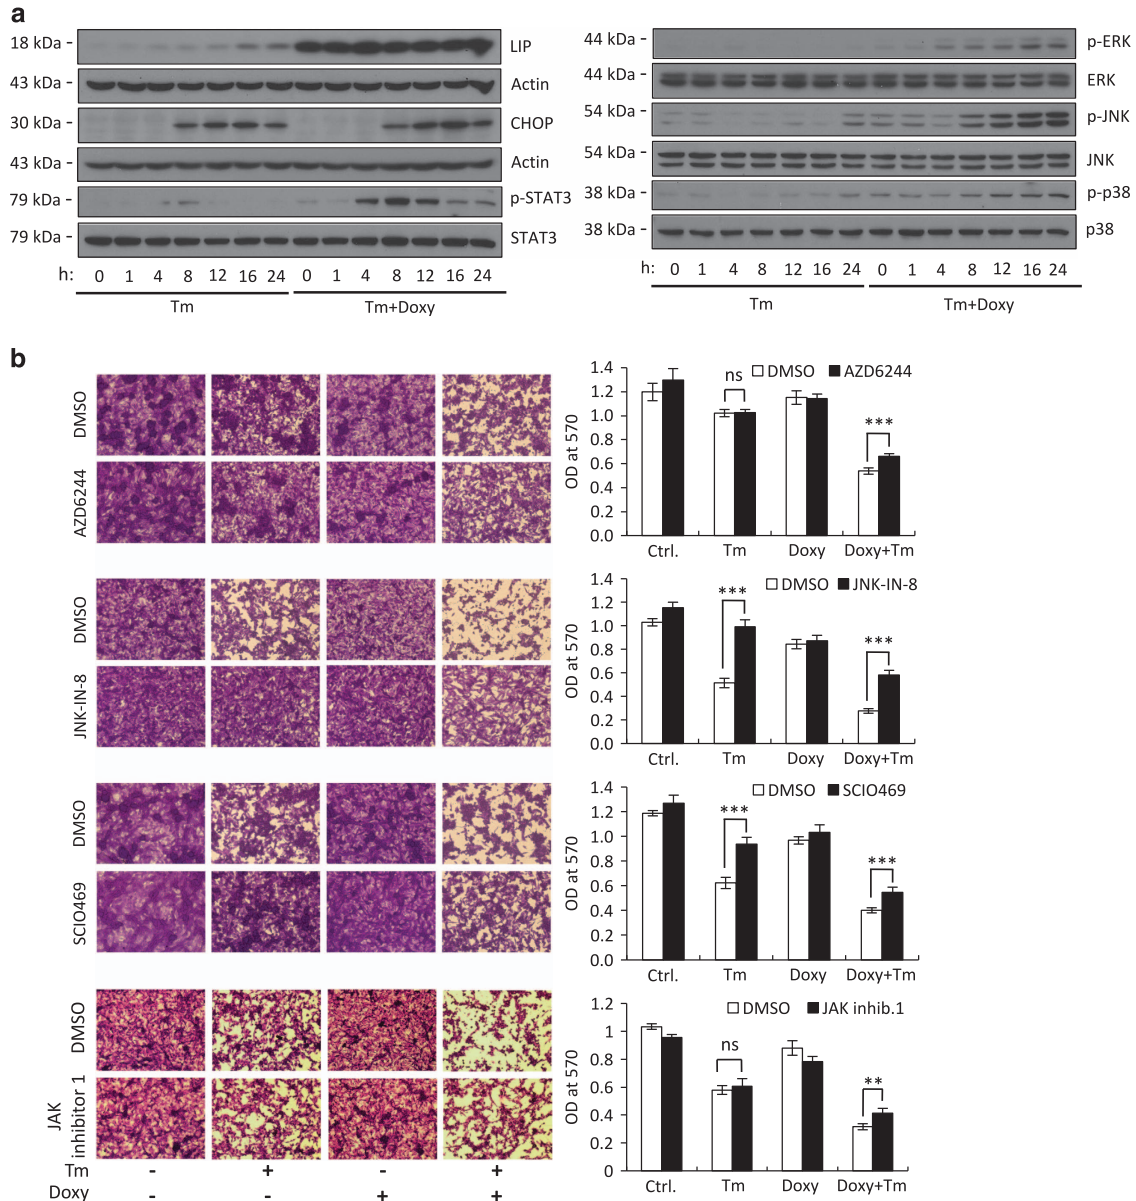 a
18 kDa - LIP
43 kDa - Actin
30 kDa - CHOP
43 kDa - Actin
79 kDa - p-STAT3
79 kDa - STAT3
h: 0 1 4 8 12 16 24 0 1 4 8 12 16 24
Tm Tm+Doxy
44 kDa - p-ERK
44 kDa - ERK
54 kDa - p-JNK
54 kDa - JNK
38 kDa - p-p38
38 kDa - p38
h: 0 1 4 8 12 16 24 0 1 4 8 12 16 24
Tm Tm+Doxy
b
DMSO
AZD6244
DMSO
JNK-IN-8
DMSO
SCIO469
DMSO
JAK
inhibitor 1
Tm - + - +
Doxy - - + +
DMSO AZD6244
OD at 570
1.4
1.2
1.0
0.8
0.6
0.4
0.2
0.0
ns
***
Ctrl. Tm Doxy Doxy+Tm
DMSO JNK-IN-8
OD at 570
1.4
1.2
1.0
0.8
0.6
0.4
0.2
0.0
***
***
Ctrl. Tm Doxy Doxy+Tm
DMSO SCIO469
OD at 570
1.4
1.2
1.0
0.8
0.6
0.4
0.2
0.0
***
***
Ctrl. Tm Doxy Doxy+Tm
DMSO JAK inhib.1
OD at 570
1.2
1
0.8
0.6
0.4
0.2
0
ns
**
Ctrl. Tm Doxy Doxy+Tm